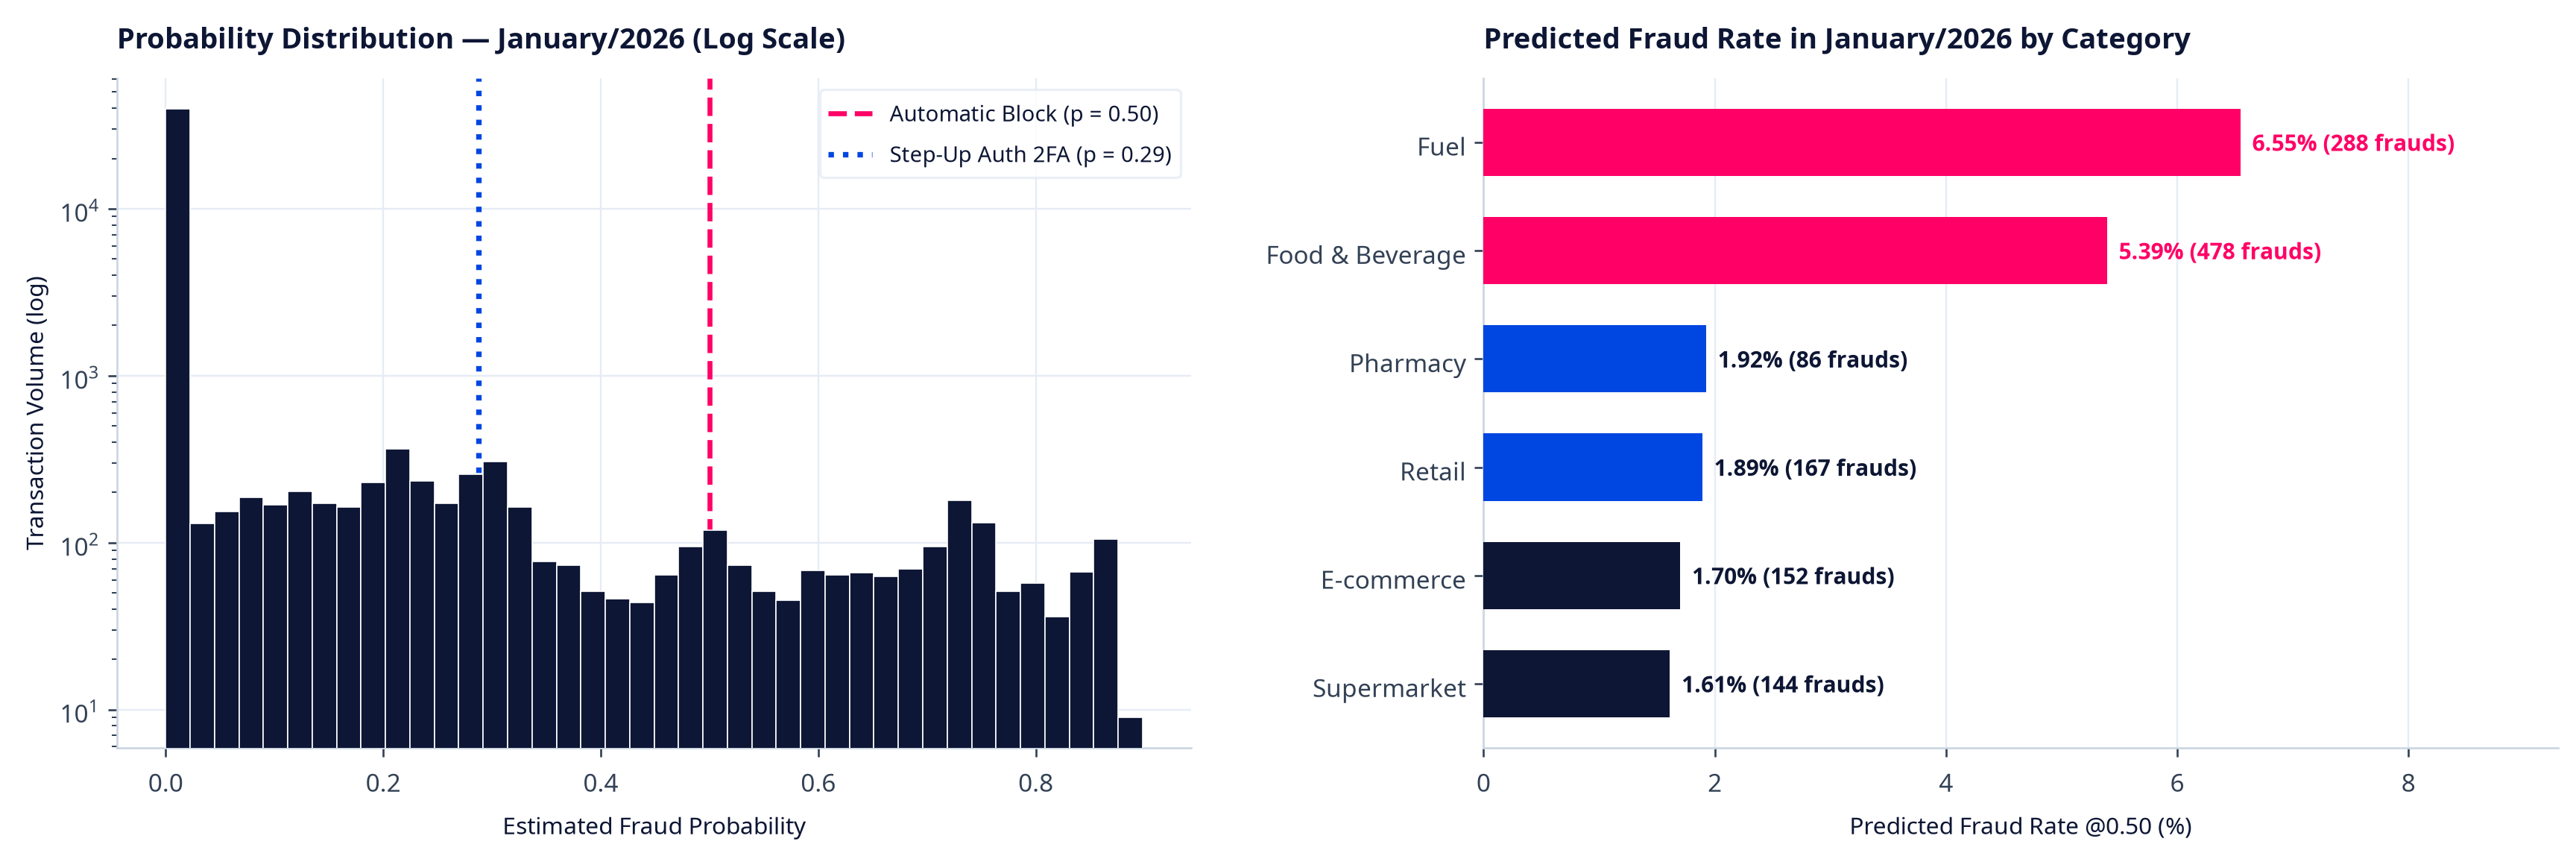 Probability Distribution — January/2026 (Log Scale)
Automatic Block (p = 0.50)
Step-Up Auth 2FA (p = 0.29)
Transaction Volume (log)
10⁴
10³
10²
10¹
0.0 0.2 0.4 0.6 0.8
Estimated Fraud Probability
Predicted Fraud Rate in January/2026 by Category
Fuel 6.55% (288 frauds)
Food & Beverage 5.39% (478 frauds)
Pharmacy 1.92% (86 frauds)
Retail 1.89% (167 frauds)
E-commerce 1.70% (152 frauds)
Supermarket 1.61% (144 frauds)
0 2 4 6 8
Predicted Fraud Rate @0.50 (%)